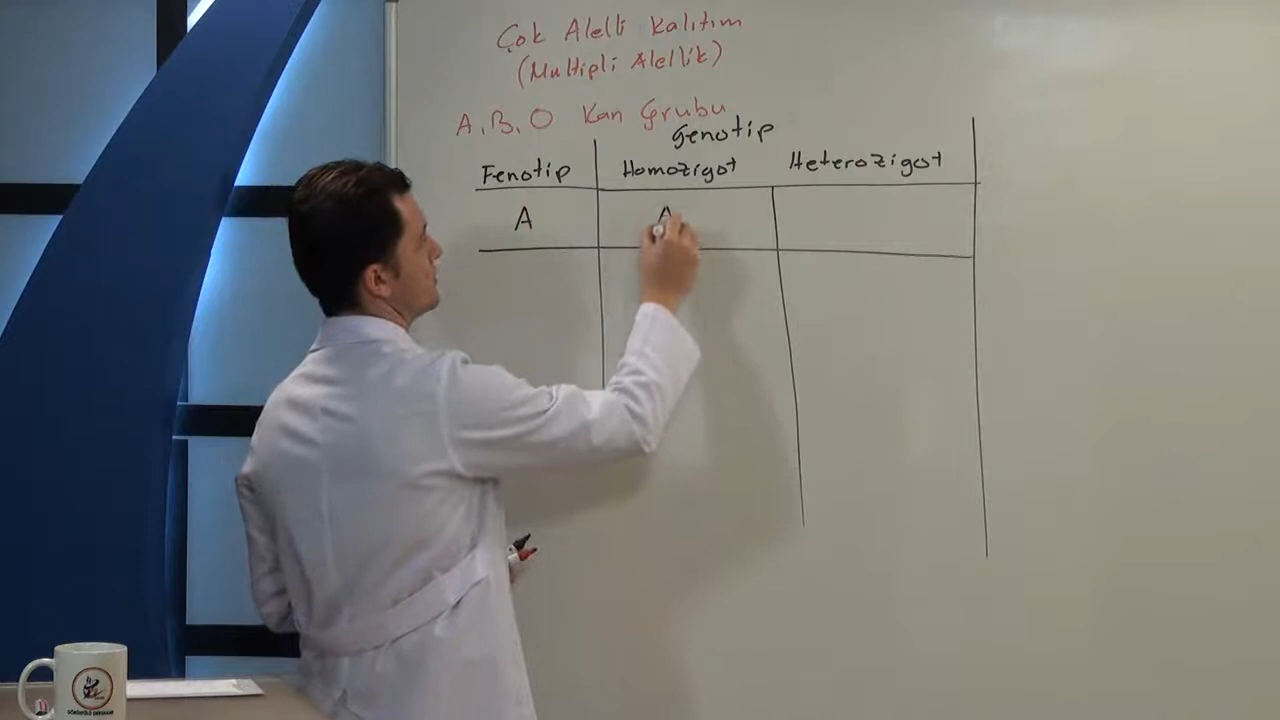 Çok Alelli Kalıtım
(Multipli Alellik)
A, B, O Kan Grubu
Genotip
Fenotip Homozigot Heterozigot
A A